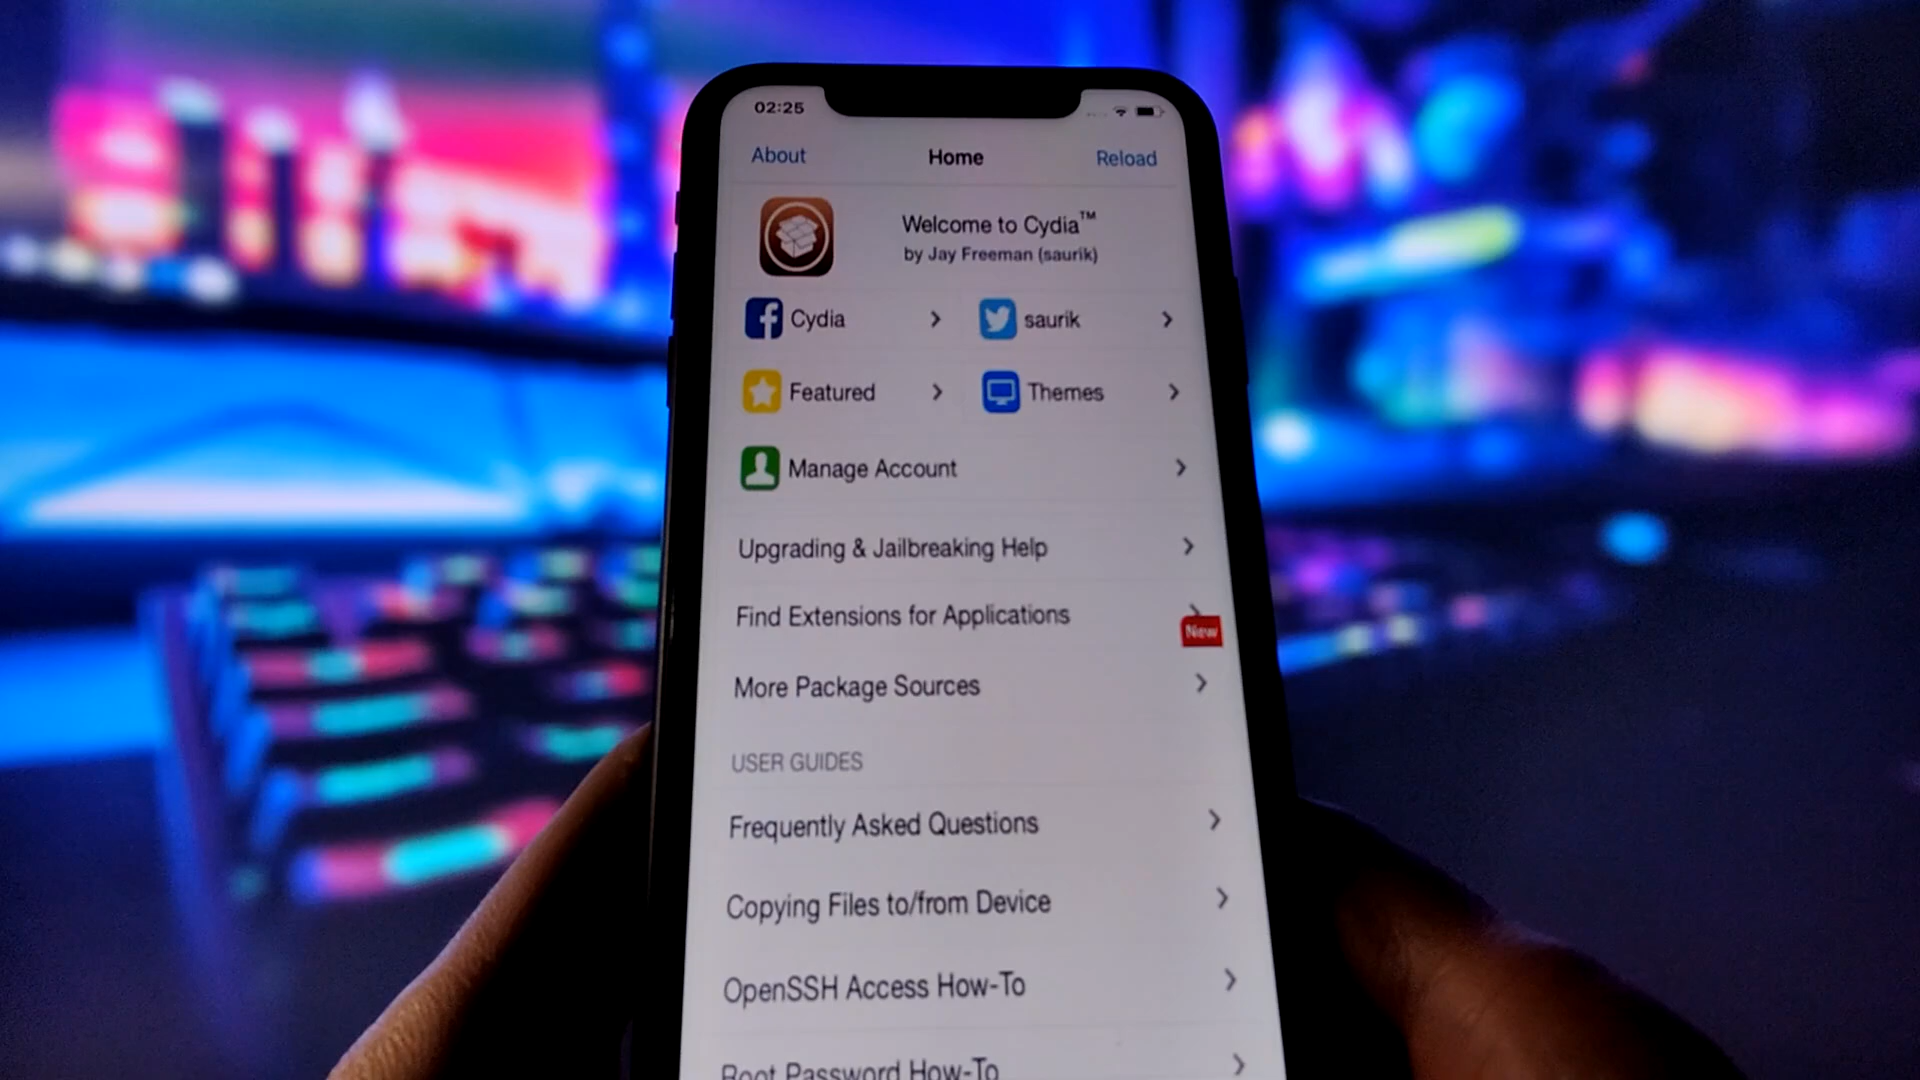 02:25
About Home Reload
Welcome to Cydia™
by Jay Freeman (saurik)
Cydia saurik
Featured Themes
Manage Account
Upgrading & Jailbreaking Help
Find Extensions for Applications
New
More Package Sources
USER GUIDES
Frequently Asked Questions
Copying Files to/from Device
OpenSSH Access How-To
Root Password How-To